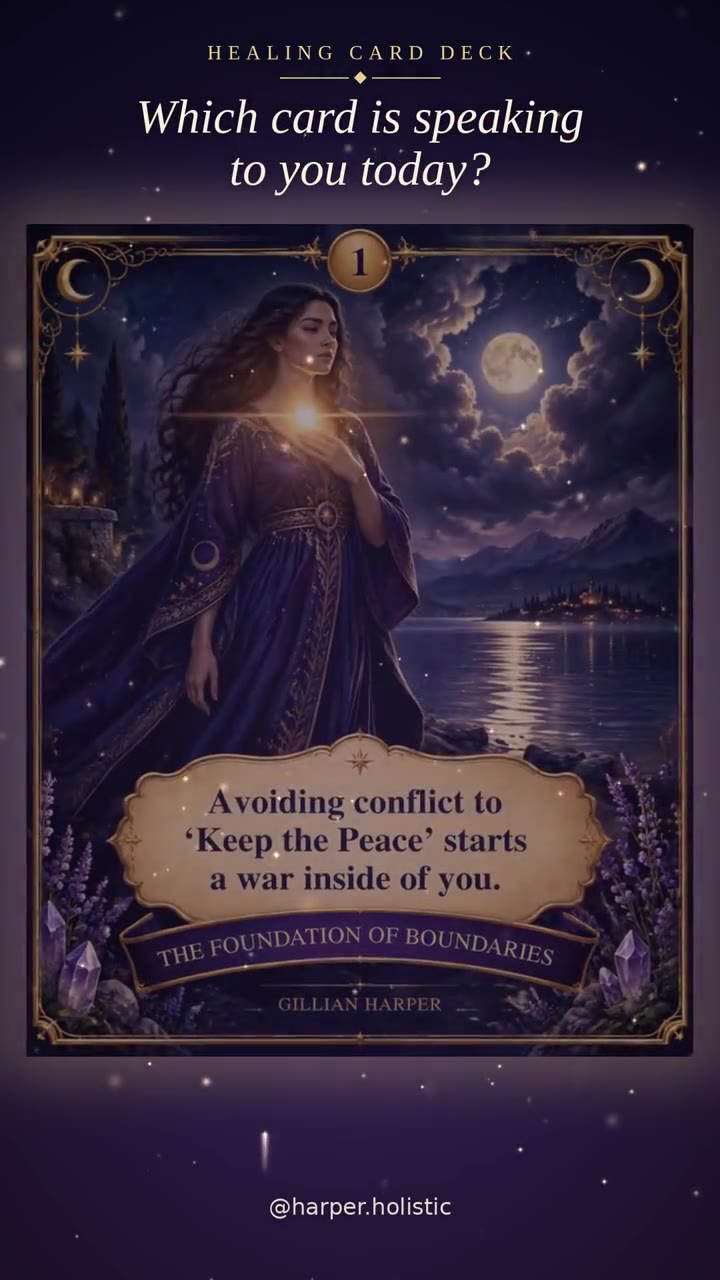 HEALING CARD DECK
Which card is speaking
to you today?
1
Avoiding conflict to
‘Keep the Peace’ starts
a war inside of you.
THE FOUNDATION OF BOUNDARIES
GILLIAN HARPER
@harper.holistic